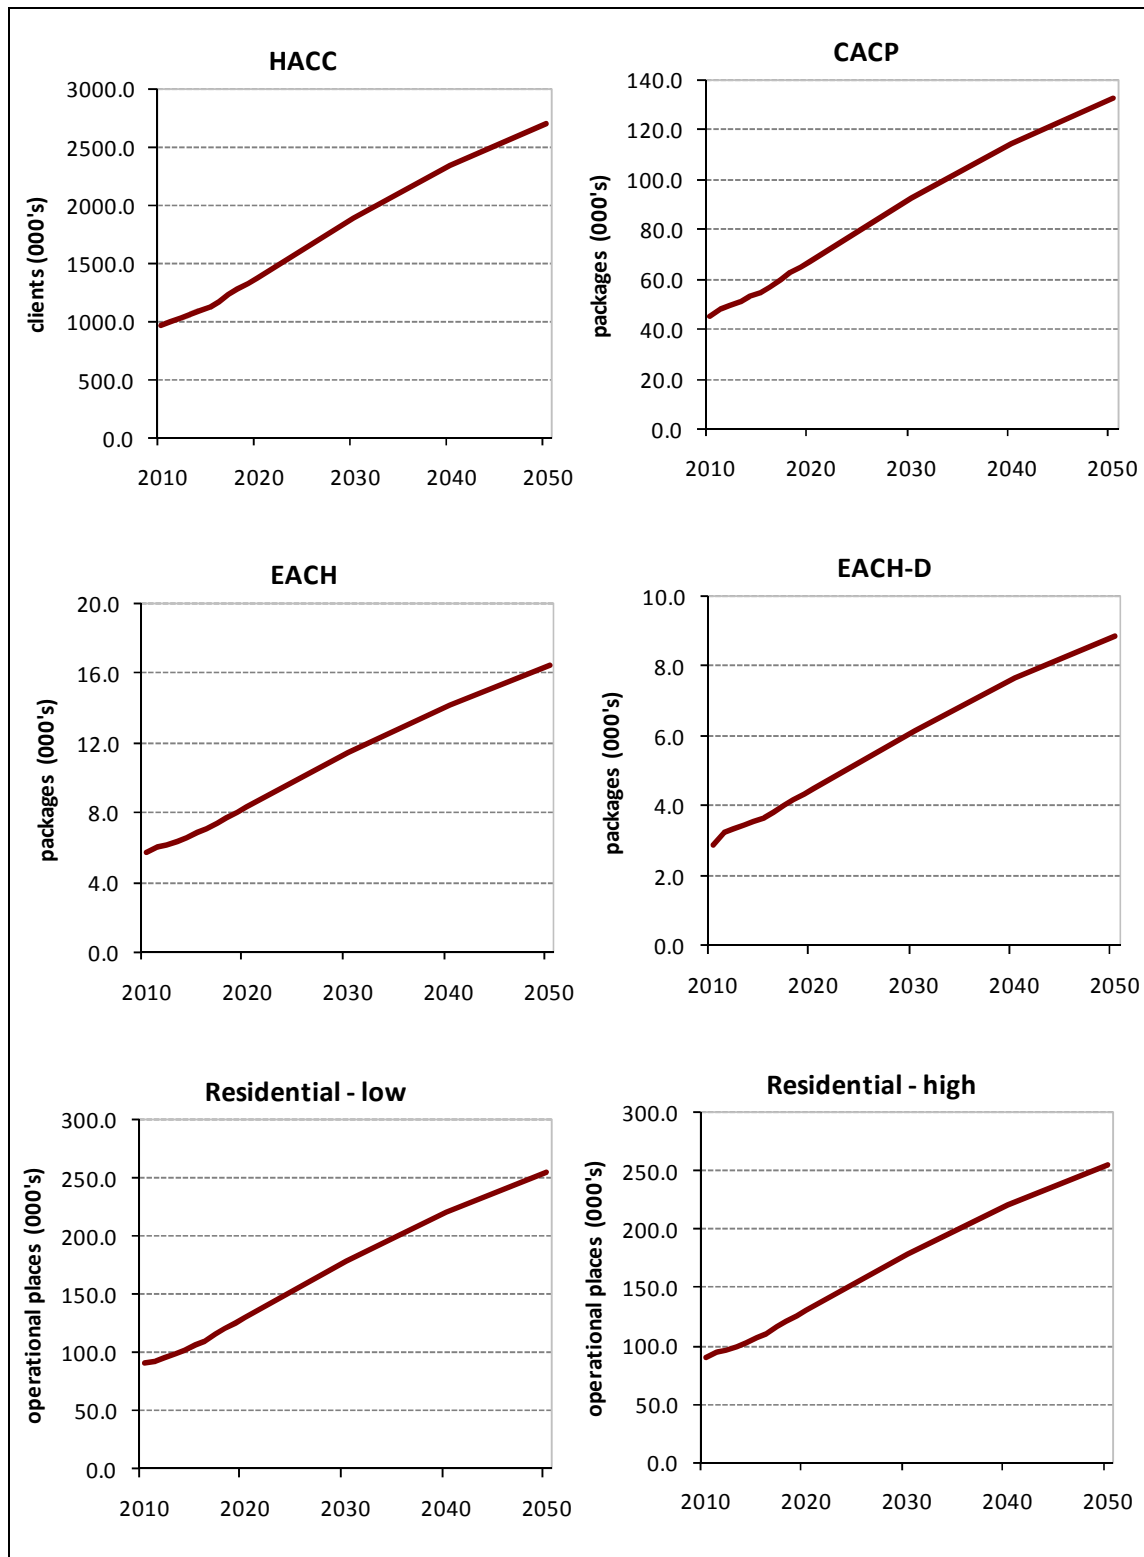 HACC
clients (000's)
3000.0
2500.0
2000.0
1500.0
1000.0
500.0
0.0
2010 2020 2030 2040 2050
CACP
packages (000's)
140.0
120.0
100.0
80.0
60.0
40.0
20.0
0.0
2010 2020 2030 2040 2050
EACH
packages (000's)
20.0
16.0
12.0
8.0
4.0
0.0
2010 2020 2030 2040 2050
EACH-D
packages (000's)
10.0
8.0
6.0
4.0
2.0
0.0
2010 2020 2030 2040 2050
Residential - low
operational places (000's)
300.0
250.0
200.0
150.0
100.0
50.0
0.0
2010 2020 2030 2040 2050
Residential - high
operational places (000's)
300.0
250.0
200.0
150.0
100.0
50.0
0.0
2010 2020 2030 2040 2050